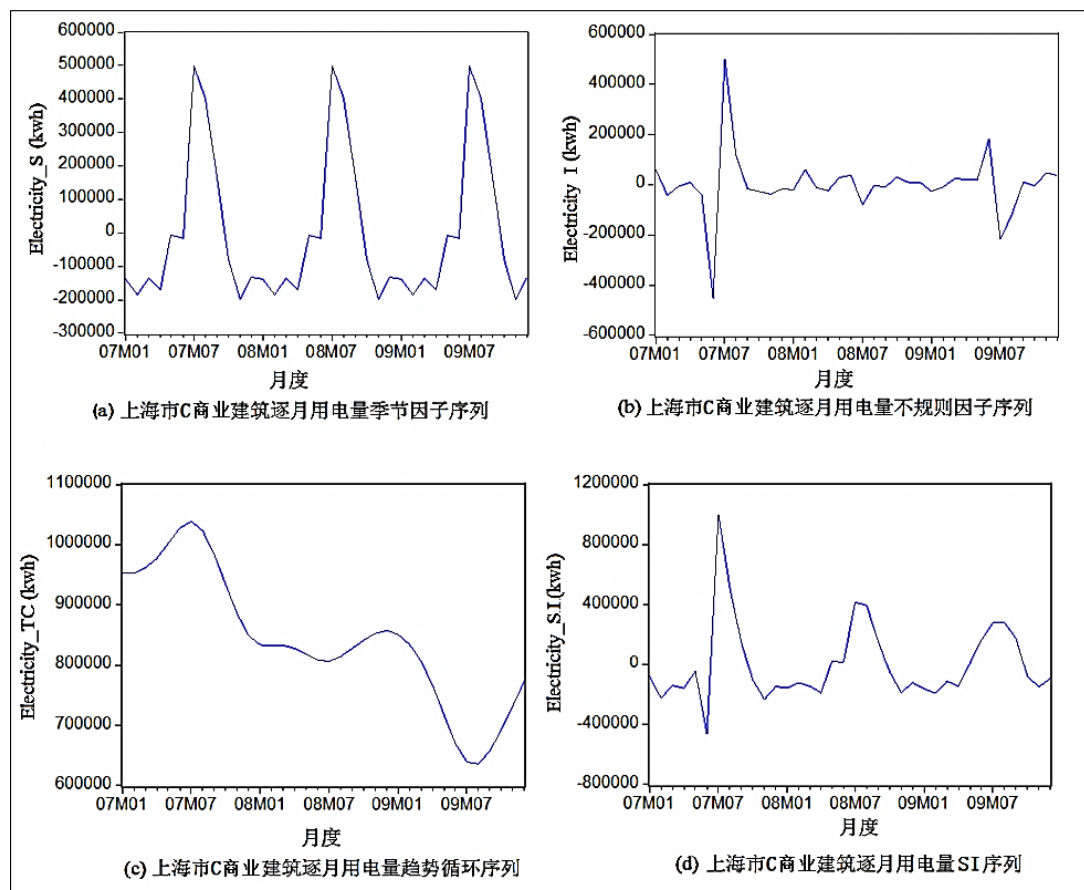 600000
500000
400000
300000
200000
100000
0
-100000
-200000
-300000
Electricity_S (kwh)
07M01 07M07 08M01 08M07 09M01 09M07
月度
(a) 上海市C商业建筑逐月用电量季节因子序列
600000
400000
200000
0
-200000
-400000
-600000
Electricity_I (kwh)
07M01 07M07 08M01 08M07 09M01 09M07
月度
(b) 上海市C商业建筑逐月用电量不规则因子序列
1100000
1000000
900000
800000
700000
600000
Electricity_TC (kwh)
07M01 07M07 08M01 08M07 09M01 09M07
月度
(c) 上海市C商业建筑逐月用电量趋势循环序列
1200000
800000
400000
0
-400000
-800000
Electricity_SI (kwh)
07M01 07M07 08M01 08M07 09M01 09M07
月度
(d) 上海市C商业建筑逐月用电量SI序列